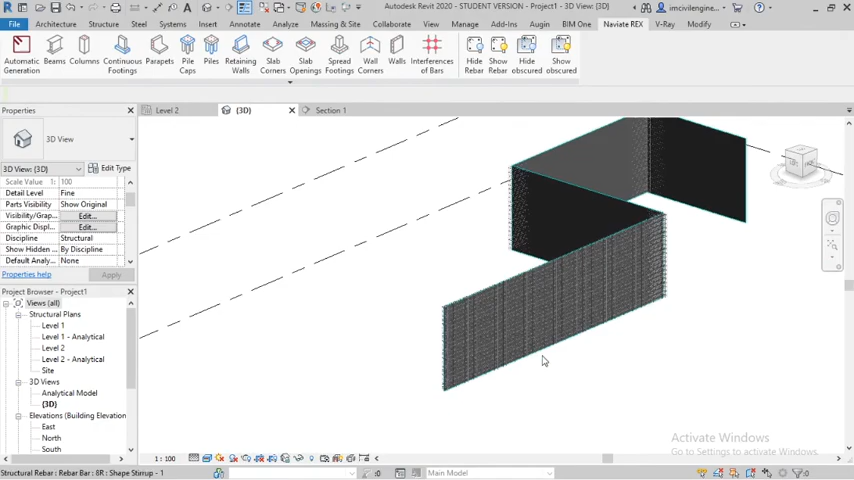 Autodesk Revit 2020 - STUDENT VERSION - Project1 - 3D View: {3D}
imcivilengine...
File Architecture Structure Steel Systems Insert Annotate Analyze Massing & Site Collaborate View Manage Add-Ins Augin BIM One Naviate REX V-Ray Modify
Automatic Generation
Beams
Columns
Continuous Footings
Parapets
Pile Caps
Piles
Retaining Walls
Slab Corners
Slab Openings
Spread Footings
Wall Corners
Walls
Interferences of Bars
Hide Rebar
Show Rebar
Hide obscured
Show obscured
Properties
Level 2
{3D}
Section 1
3D View
3D View: {3D}
Edit Type
Scale Value 1: 100
Detail Level Fine
Parts Visibility Show Original
Visibility/Grap... Edit...
Graphic Displ... Edit...
Discipline Structural
Show Hidden ... By Discipline
Default Analy... None
Properties help
Apply
Project Browser - Project1
Views (all)
Structural Plans
Level 1
Level 1 - Analytical
Level 2
Level 2 - Analytical
Site
3D Views
Analytical Model
{3D}
Elevations (Building Elevation
East
North
South
1 : 100
Activate Windows
Go to Settings to activate Windows.
Structural Rebar : Rebar Bar : 8R : Shape Stirrup - 1
:0
Main Model
:0